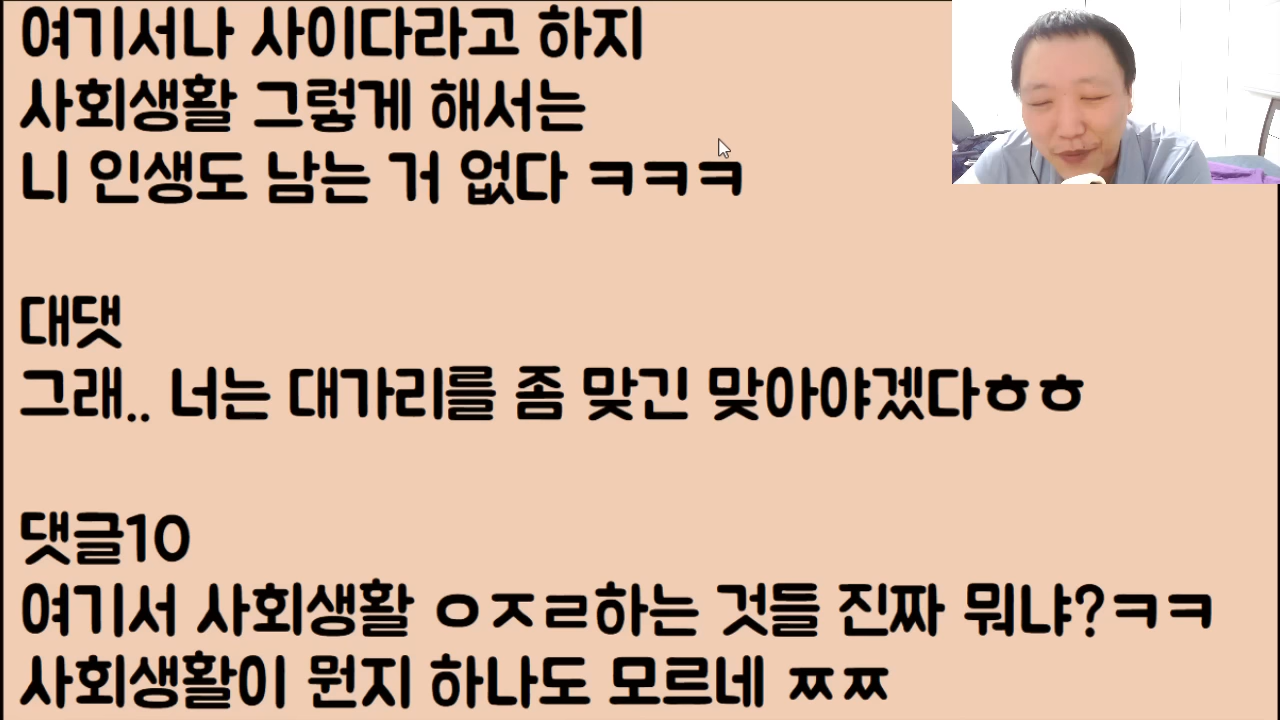 여기서나 사이다라고 하지
사회생활 그렇게 해서는
니 인생도 남는 거 없다 ㅋㅋㅋ
대댓
그래.. 너는 대가리를 좀 맞긴 맞아야겠다ㅎㅎ
댓글10
여기서 사회생활 ㅇㅈㄹ하는 것들 진짜 뭐냐?ㅋㅋ
사회생활이 뭔지 하나도 모르네 ㅉㅉ